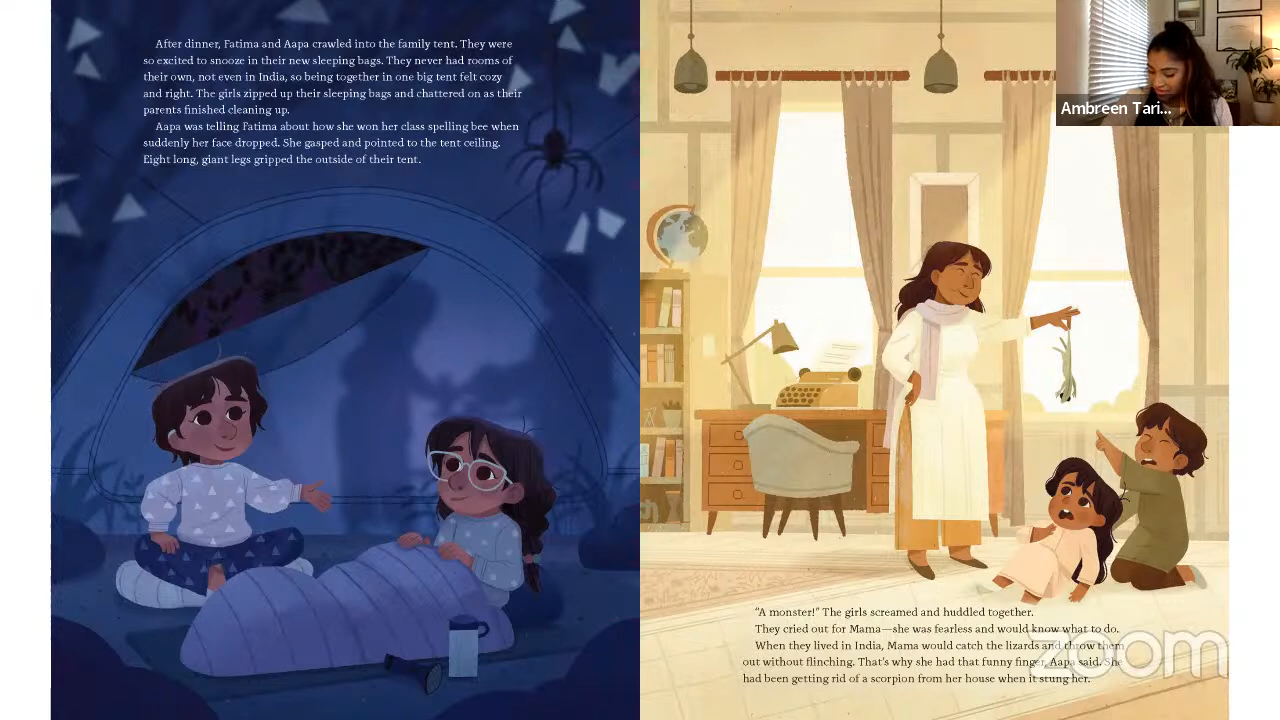 After dinner, Fatima and Aapa crawled into the family tent. They were
so excited to snooze in their new sleeping bags. They never had rooms of
their own, not even in India, so being together in one big tent felt cozy
and right. The girls zipped up their sleeping bags and chattered on as their
parents finished cleaning up.
Aapa was telling Fatima about how she won her class spelling bee when
suddenly her face dropped. She gasped and pointed to the tent ceiling.
Eight long, giant legs gripped the outside of their tent.
Ambreen Tari...
“A monster!” The girls screamed and huddled together.
They cried out for Mama—she was fearless and would know what to do.
When they lived in India, Mama would catch the lizards and throw them
out without flinching. That’s why she had that funny finger, Aapa said. She
had been getting rid of a scorpion from her house when it stung her.
zoom